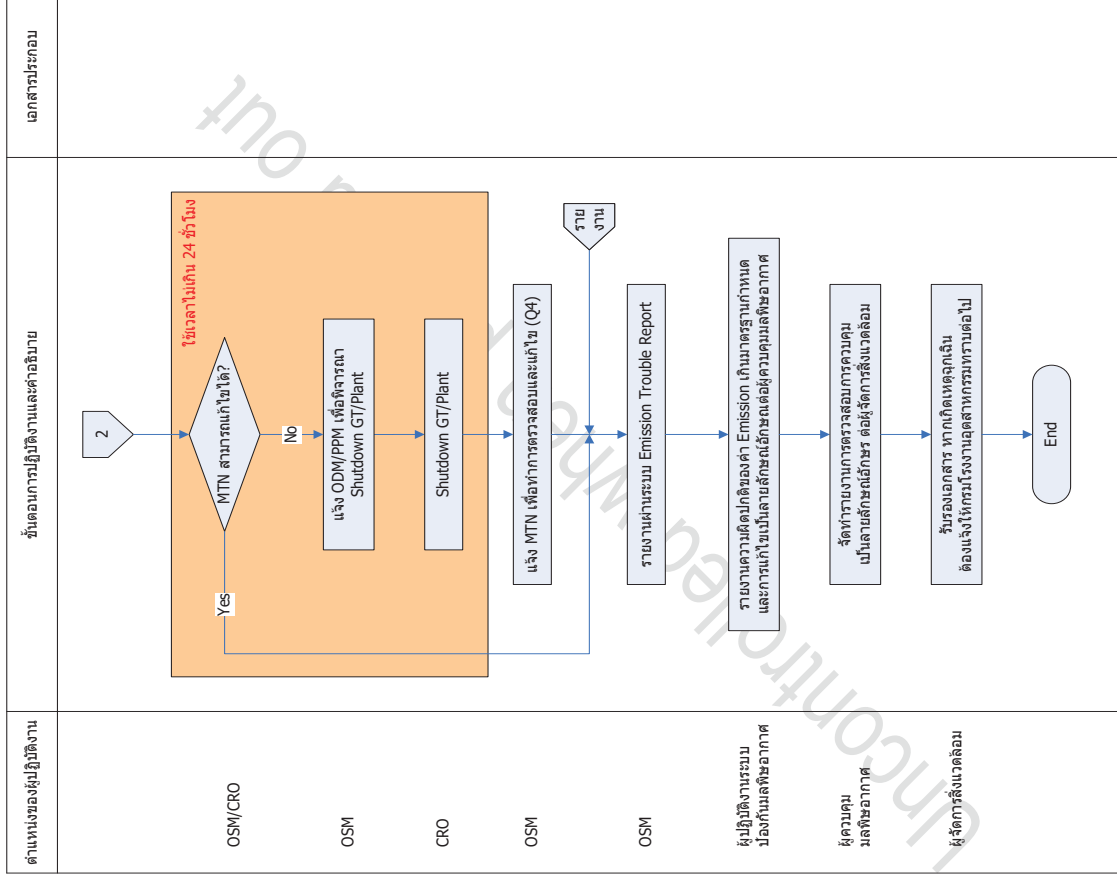 ตำแหน่งของผู้ปฏิบัติงาน
ขั้นตอนการปฏิบัติงานและคำอธิบาย
เอกสารประกอบ
2
ใช้เวลาไม่เกิน 24 ชั่วโมง
OSM/CRO
MTN สามารถแก้ไขได้?
Yes
No
OSM
แจ้ง ODM/PPM เพื่อพิจารณา
Shutdown GT/Plant
CRO
Shutdown GT/Plant
OSM
แจ้ง MTN เพื่อทำการตรวจสอบและแก้ไข (Q4)
ราย
งาน
OSM
รายงานผ่านระบบ Emission Trouble Report
ผู้ปฏิบัติงานระบบ
ป้องกันมลพิษอากาศ
รายงานความผิดปกติของค่า Emission เกินมาตรฐานกำหนด
และการแก้ไขเป็นลายลักษณ์อักษณ์ต่อผู้ควบคุมมลพิษอากาศ
ผู้ควบคุม
มลพิษอากาศ
จัดทำรายงานการตรวจสอบการควบคุม
เป็นลายลักษณ์อักษร ต่อผู้จัดการสิ่งแวดล้อม
ผู้จัดการสิ่งแวดล้อม
รับรองเอกสาร หากเกิดเหตุฉุกเฉิน
ต้องแจ้งให้กรมโรงงานอุตสาหกรรมทราบต่อไป
End
Uncontrolled when out